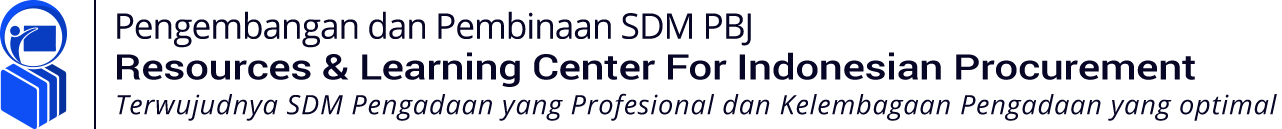 Pengembangan dan Pembinaan SDM PBJ
Resources & Learning Center For Indonesian Procurement
Terwujudnya SDM Pengadaan yang Profesional dan Kelembagaan Pengadaan yang optimal